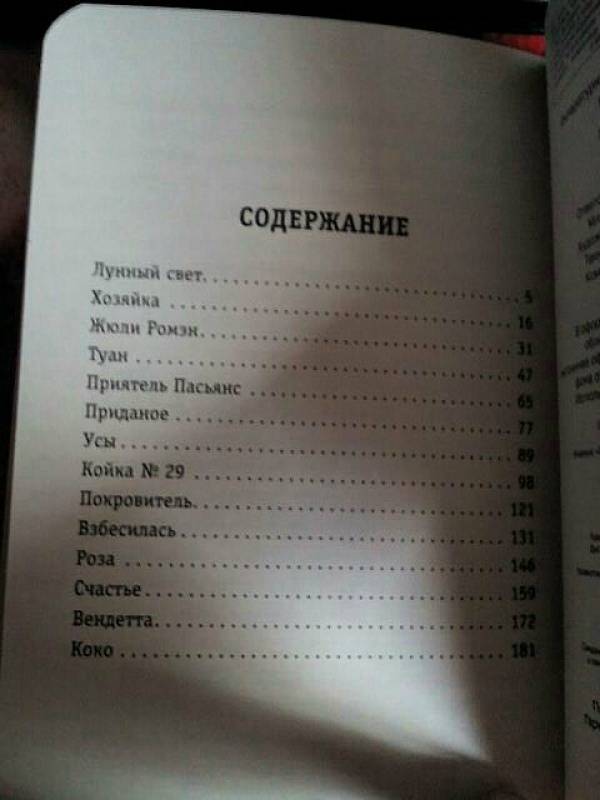 СОДЕРЖАНИЕ
Лунный свет. . . . . . . . . . . . . . . . . . . . . . . . . . . . . . . 5
Хозяйка . . . . . . . . . . . . . . . . . . . . . . . . . . . . . . . . 16
Жюли Ромэн. . . . . . . . . . . . . . . . . . . . . . . . . . . . . 31
Туан . . . . . . . . . . . . . . . . . . . . . . . . . . . . . . . . . . 47
Приятель Пасьянс . . . . . . . . . . . . . . . . . . . . . . . . 65
Приданое . . . . . . . . . . . . . . . . . . . . . . . . . . . . . . . 77
Усы. . . . . . . . . . . . . . . . . . . . . . . . . . . . . . . . . . . 89
Койка № 29 . . . . . . . . . . . . . . . . . . . . . . . . . . . . . 98
Покровитель. . . . . . . . . . . . . . . . . . . . . . . . . . . . 121
Взбесилась . . . . . . . . . . . . . . . . . . . . . . . . . . . . . 131
Роза . . . . . . . . . . . . . . . . . . . . . . . . . . . . . . . . . . 146
Счастье. . . . . . . . . . . . . . . . . . . . . . . . . . . . . . . . 159
Вендетта. . . . . . . . . . . . . . . . . . . . . . . . . . . . . . . 172
Коко . . . . . . . . . . . . . . . . . . . . . . . . . . . . . . . . . . 181